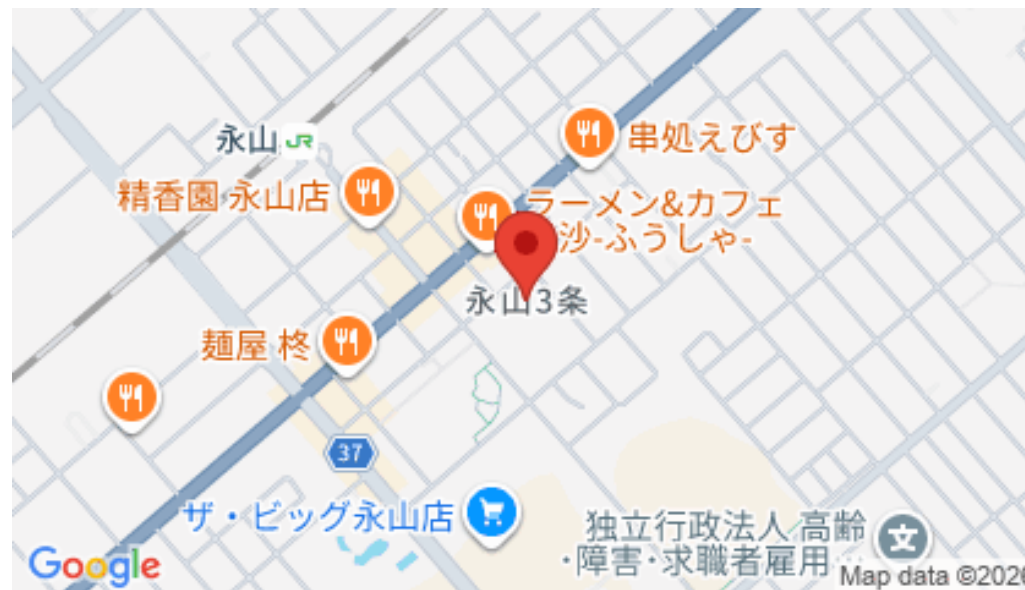 串処えびす
永山 JR
精香園 永山店
ラーメン&カフェ
沙-ふうしゃ-
永山3条
麺屋 柊
37
ザ・ビッグ永山店
独立行政法人 高齢
・障害・求職者雇用…
文
Google
Map data ©2026